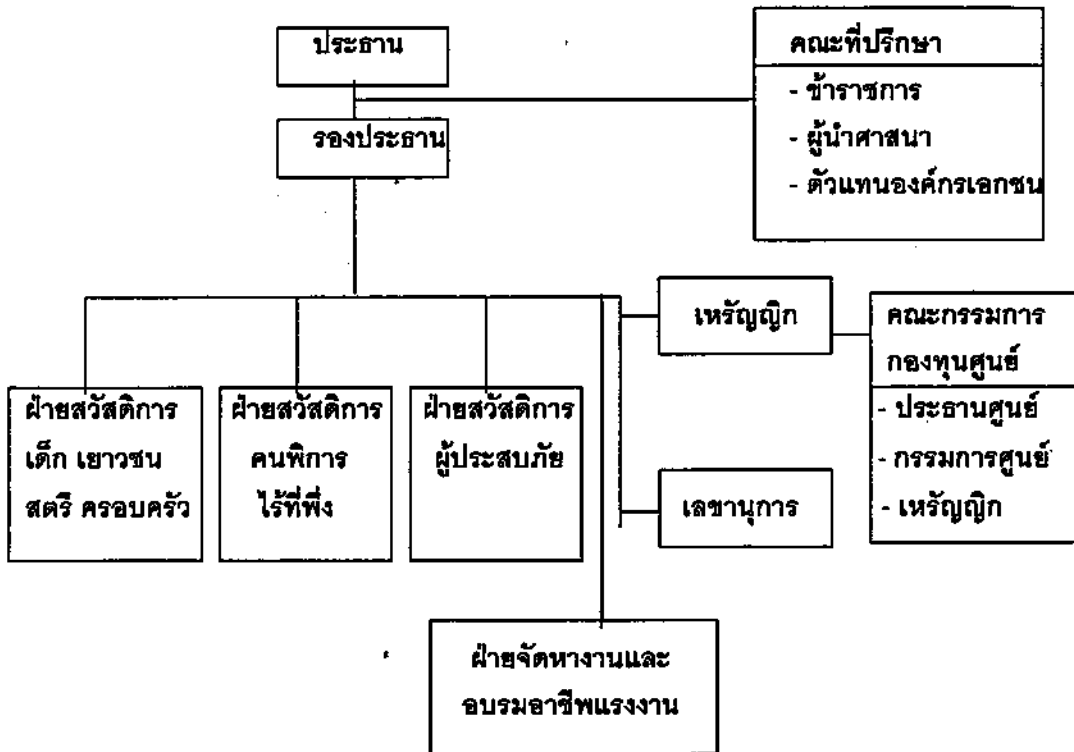 ประธาน
คณะที่ปรึกษา
- ข้าราชการ
- ผู้นำศาสนา
- ตัวแทนองค์กรเอกชน
รองประธาน
เหรัญญิก
คณะกรรมการ
กองทุนศูนย์
- ประธานศูนย์
- กรรมการศูนย์
- เหรัญญิก
ฝ่ายสวัสดิการ
เด็ก เยาวชน
สตรี ครอบครัว
ฝ่ายสวัสดิการ
คนพิการ
ไร้ที่พึ่ง
ฝ่ายสวัสดิการ
ผู้ประสบภัย
เลขานุการ
ฝ่ายจัดหางานและ
อบรมอาชีพแรงงาน